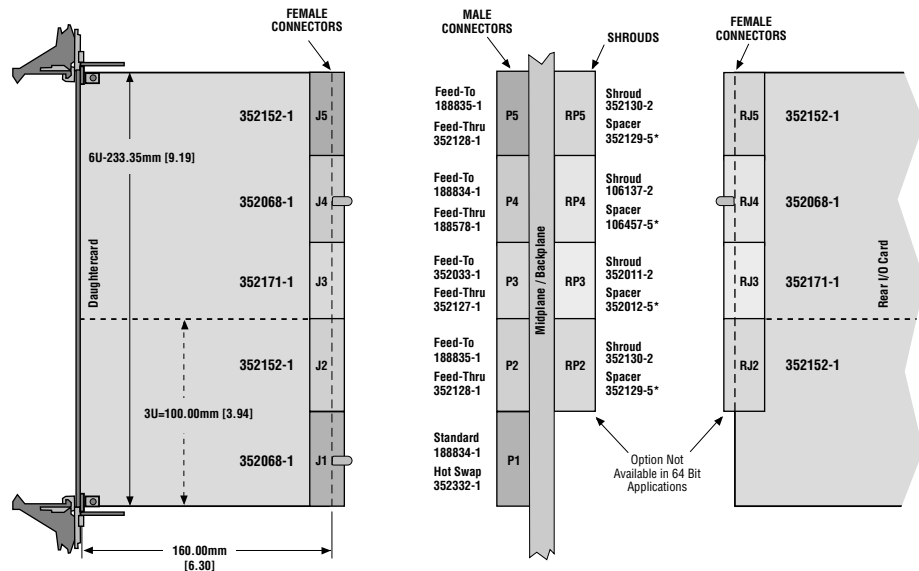 FEMALE
CONNECTORS
352152-1
J5
6U-233.35mm [9.19]
352068-1
J4
Daughtercard
352171-1
J3
352152-1
J2
3U=100.00mm [3.94]
352068-1
J1
160.00mm
[6.30]
MALE
CONNECTORS
SHROUDS
Feed-To
188835-1
Feed-Thru
352128-1
P5
RP5
Shroud
352130-2
Spacer
352129-5*
Feed-To
188834-1
Feed-Thru
188578-1
P4
RP4
Shroud
106137-2
Spacer
106457-5*
Feed-To
352033-1
Feed-Thru
352127-1
P3
Midplane / Backplane
RP3
Shroud
352011-2
Spacer
352012-5*
Feed-To
188835-1
Feed-Thru
352128-1
P2
RP2
Shroud
352130-2
Spacer
352129-5*
Standard
188834-1
Hot Swap
352332-1
P1
Option Not
Available in 64 Bit
Applications
FEMALE
CONNECTORS
RJ5
352152-1
RJ4
352068-1
RJ3
352171-1
Rear I/O Card
RJ2
352152-1